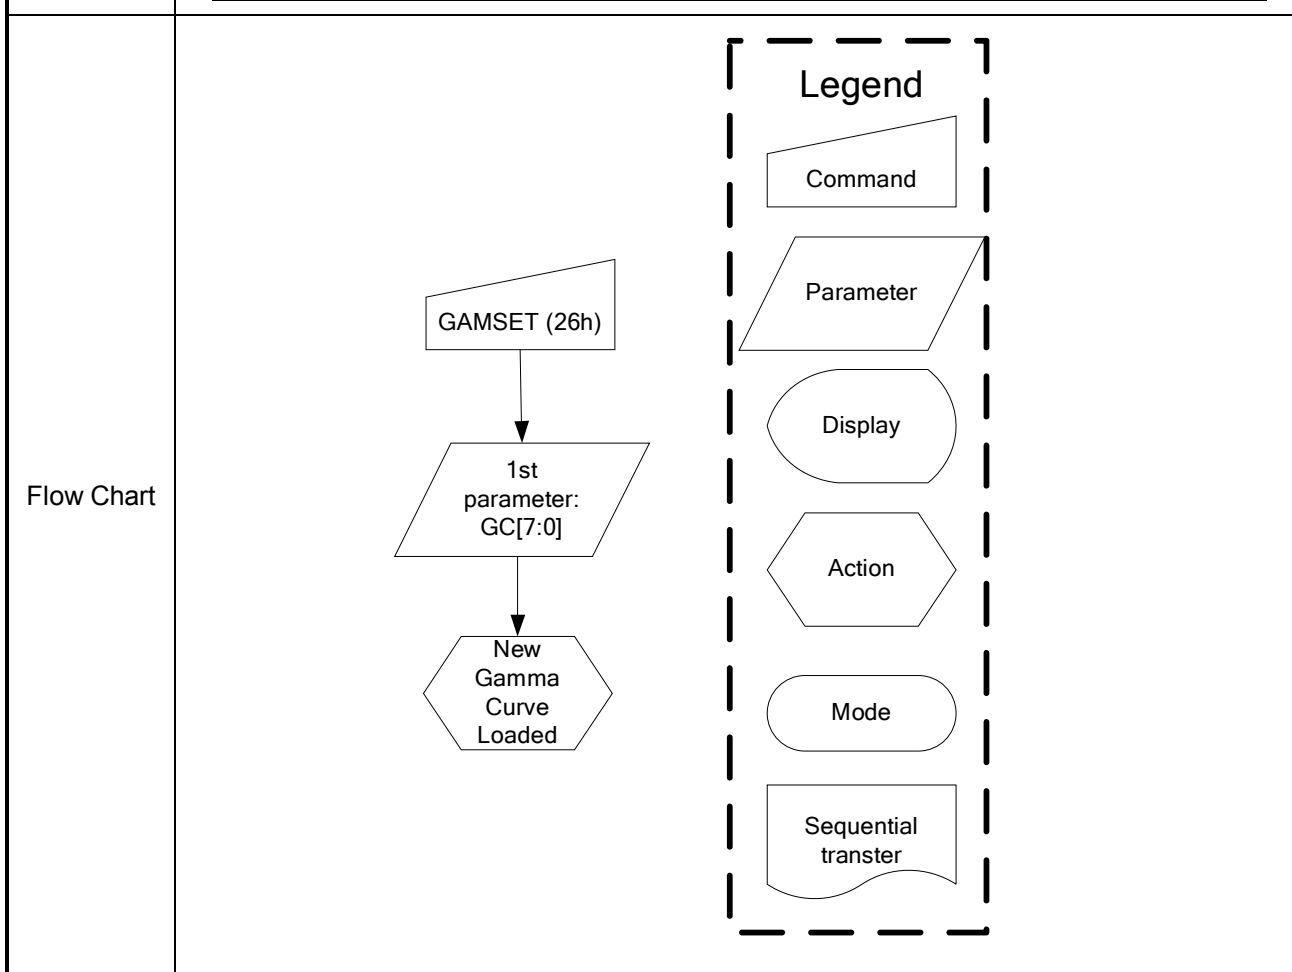 Flow Chart
GAMSET (26h)
1st
parameter:
GC[7:0]
New
Gamma
Curve
Loaded
Legend
Command
Parameter
Display
Action
Mode
Sequential
transter